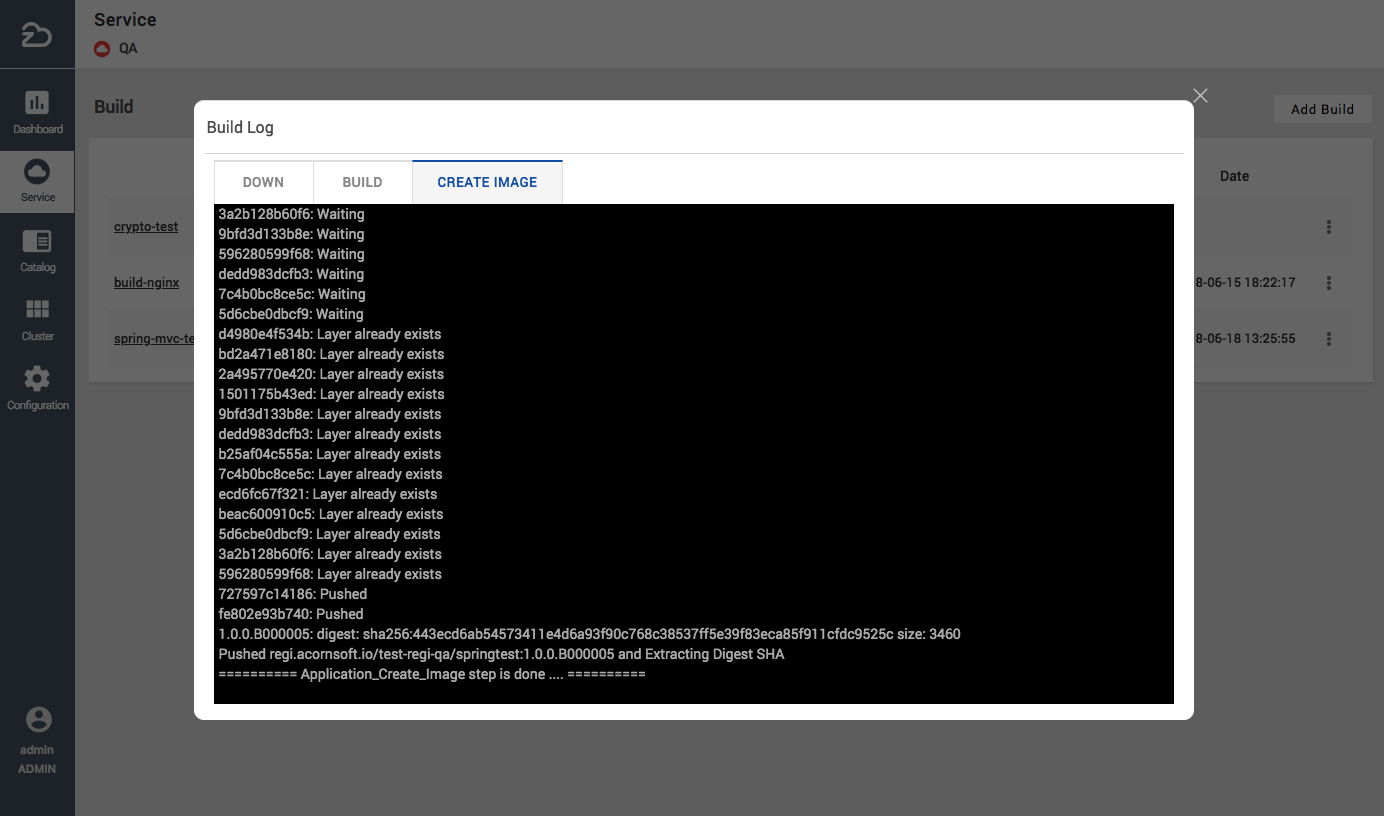 Service
QA
Dashboard
Service
Catalog
Cluster
Configuration
admin
ADMIN
Build
Add Build
Date
crypto-test
build-nginx
8-06-15 18:22:17
spring-mvc-te
8-06-18 13:25:55
Build Log
DOWN BUILD CREATE IMAGE
3a2b128b60f6: Waiting
9bfd3d133b8e: Waiting
596280599f68: Waiting
dedd983dcfb3: Waiting
7c4b0bc8ce5c: Waiting
5d6cbe0dbcf9: Waiting
d4980e4f534b: Layer already exists
bd2a471e8180: Layer already exists
2a495770e420: Layer already exists
1501175b43ed: Layer already exists
9bfd3d133b8e: Layer already exists
dedd983dcfb3: Layer already exists
b25af04c555a: Layer already exists
7c4b0bc8ce5c: Layer already exists
ecd6fc67f321: Layer already exists
beac600910c5: Layer already exists
5d6cbe0dbcf9: Layer already exists
3a2b128b60f6: Layer already exists
596280599f68: Layer already exists
727597c14186: Pushed
fe802e93b740: Pushed
1.0.0.B000005: digest: sha256:443ecd6ab54573411e4d6a93f90c768c38537ff5e39f83eca85f911cfdc9525c size: 3460
Pushed regi.acornsoft.io/test-regi-qa/springtest:1.0.0.B000005 and Extracting Digest SHA
========== Application_Create_Image step is done .... ==========